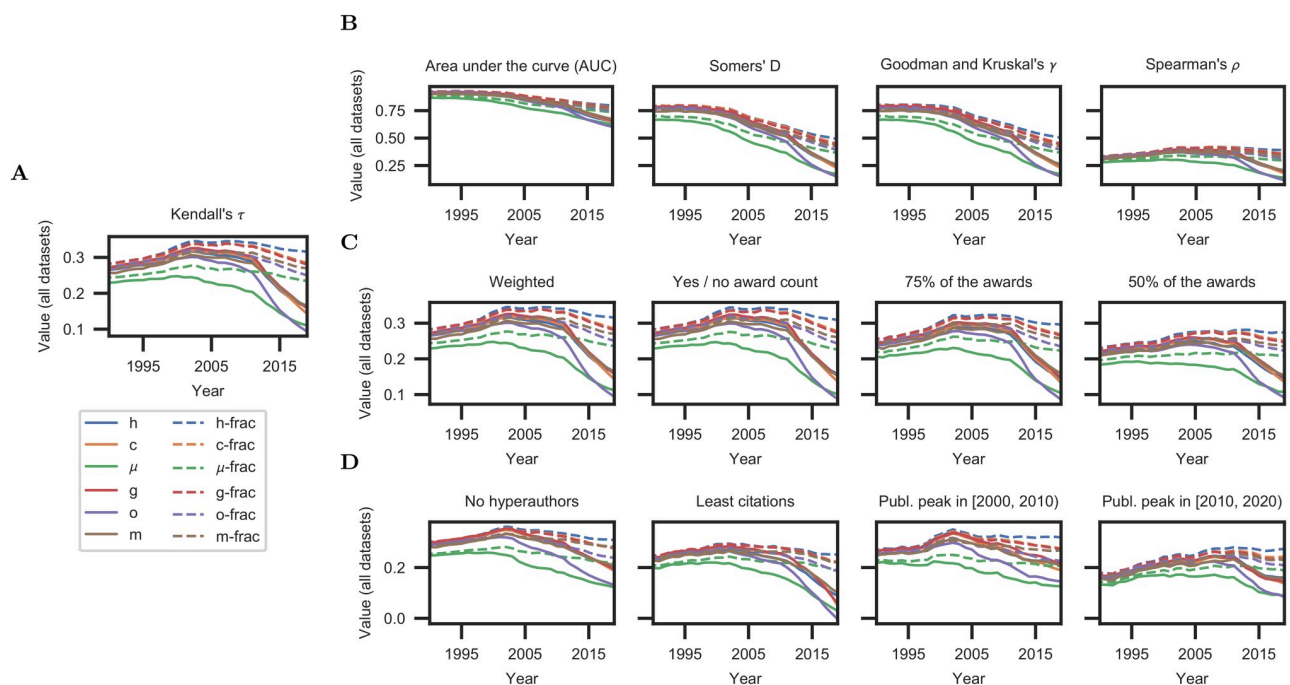 A
Kendall's τ
Value (all datasets)
0.3
0.2
0.1
1995 2005 2015
Year
h h-frac
c c-frac
μ μ-frac
g g-frac
o o-frac
m m-frac
B
Area under the curve (AUC) Somers' D Goodman and Kruskal's γ Spearman's ρ
Value (all datasets)
0.75
0.50
0.25
1995 2005 2015 1995 2005 2015 1995 2005 2015 1995 2005 2015
Year Year Year Year
C
Weighted Yes / no award count 75% of the awards 50% of the awards
Value (all datasets)
0.3
0.2
0.1
1995 2005 2015 1995 2005 2015 1995 2005 2015 1995 2005 2015
Year Year Year Year
D
No hyperauthors Least citations Publ. peak in [2000, 2010) Publ. peak in [2010, 2020)
Value (all datasets)
0.2
0.0
1995 2005 2015 1995 2005 2015 1995 2005 2015 1995 2005 2015
Year Year Year Year